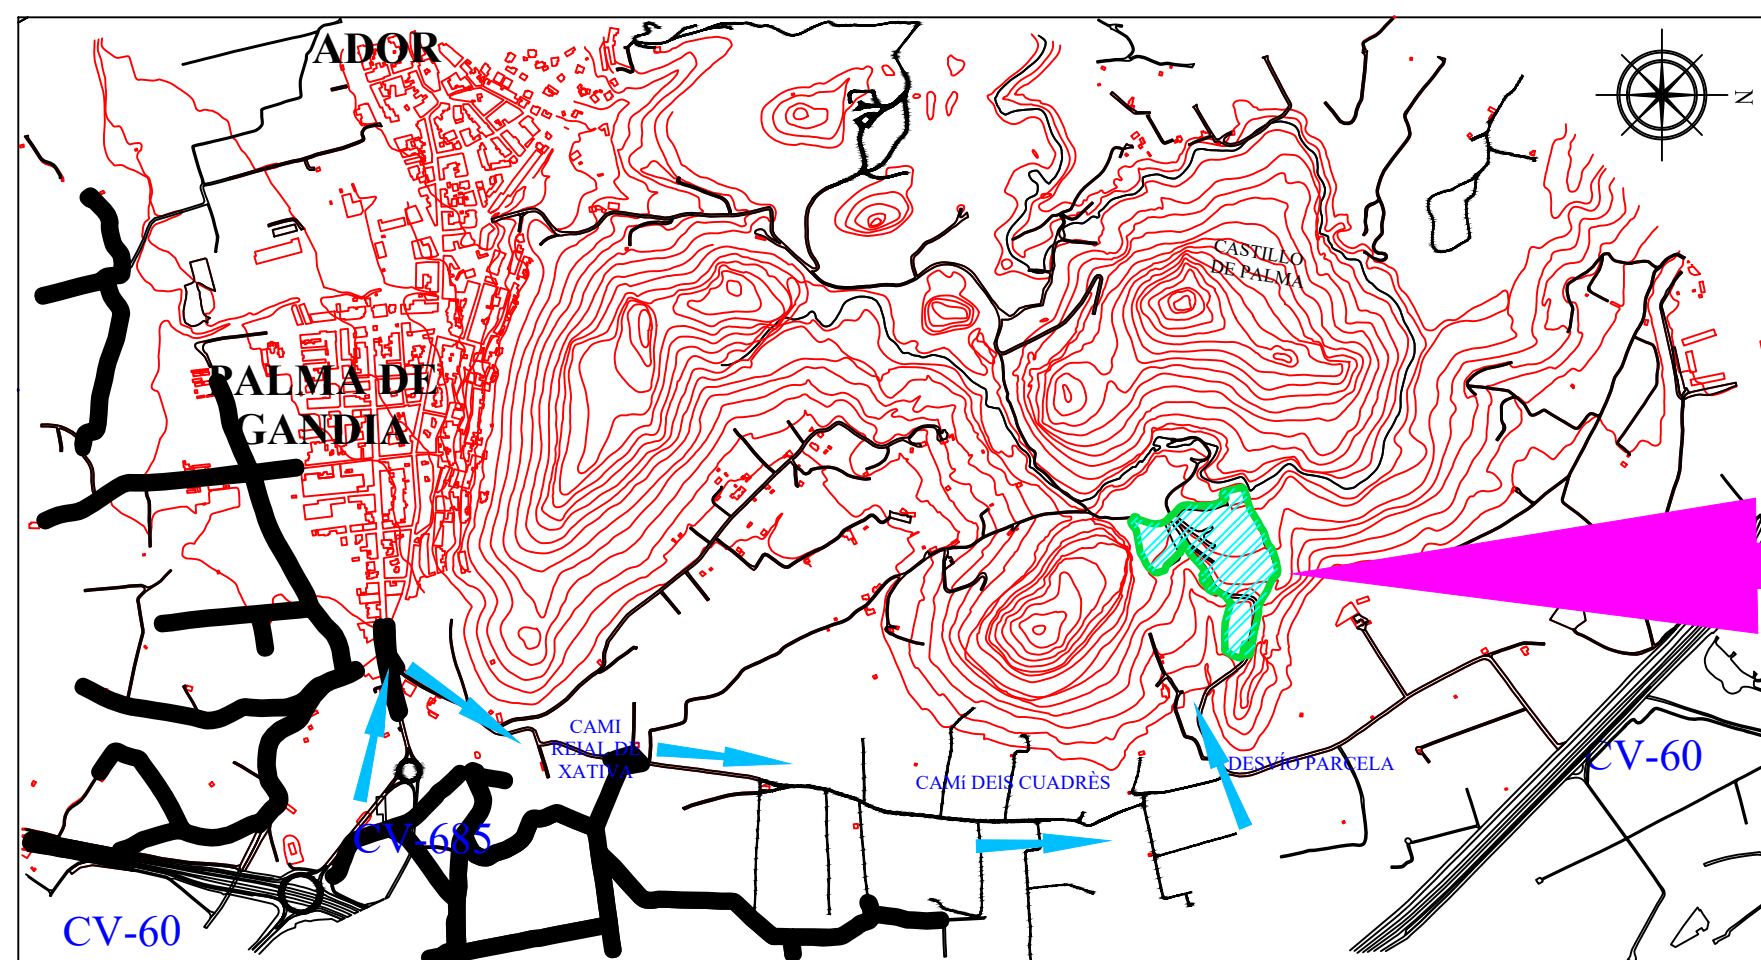 ADOR
N
CASTILLO
DE PALMA
PALMA DE
GANDIA
CAMI
REIAL DE
XATIVA
CAMí DElS CUADRÈS
DESVÍO PARCELA
CV-60
CV-685
CV-60